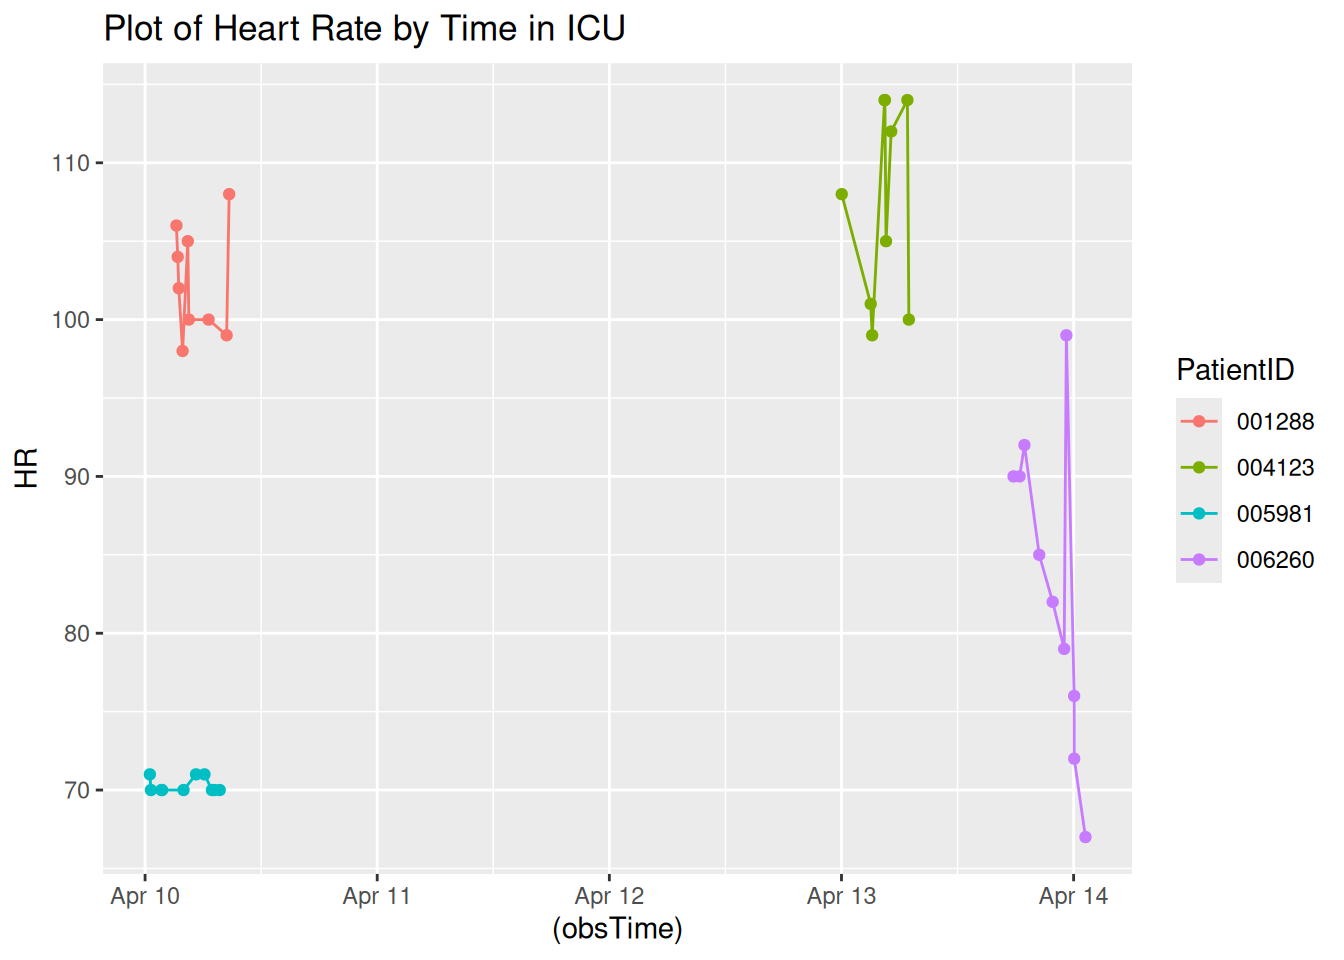 Plot of Heart Rate by Time in ICU
110
100
90
80
70
HR
Apr 10
Apr 11
Apr 12
Apr 13
Apr 14
(obsTime)
PatientID
001288
004123
005981
006260